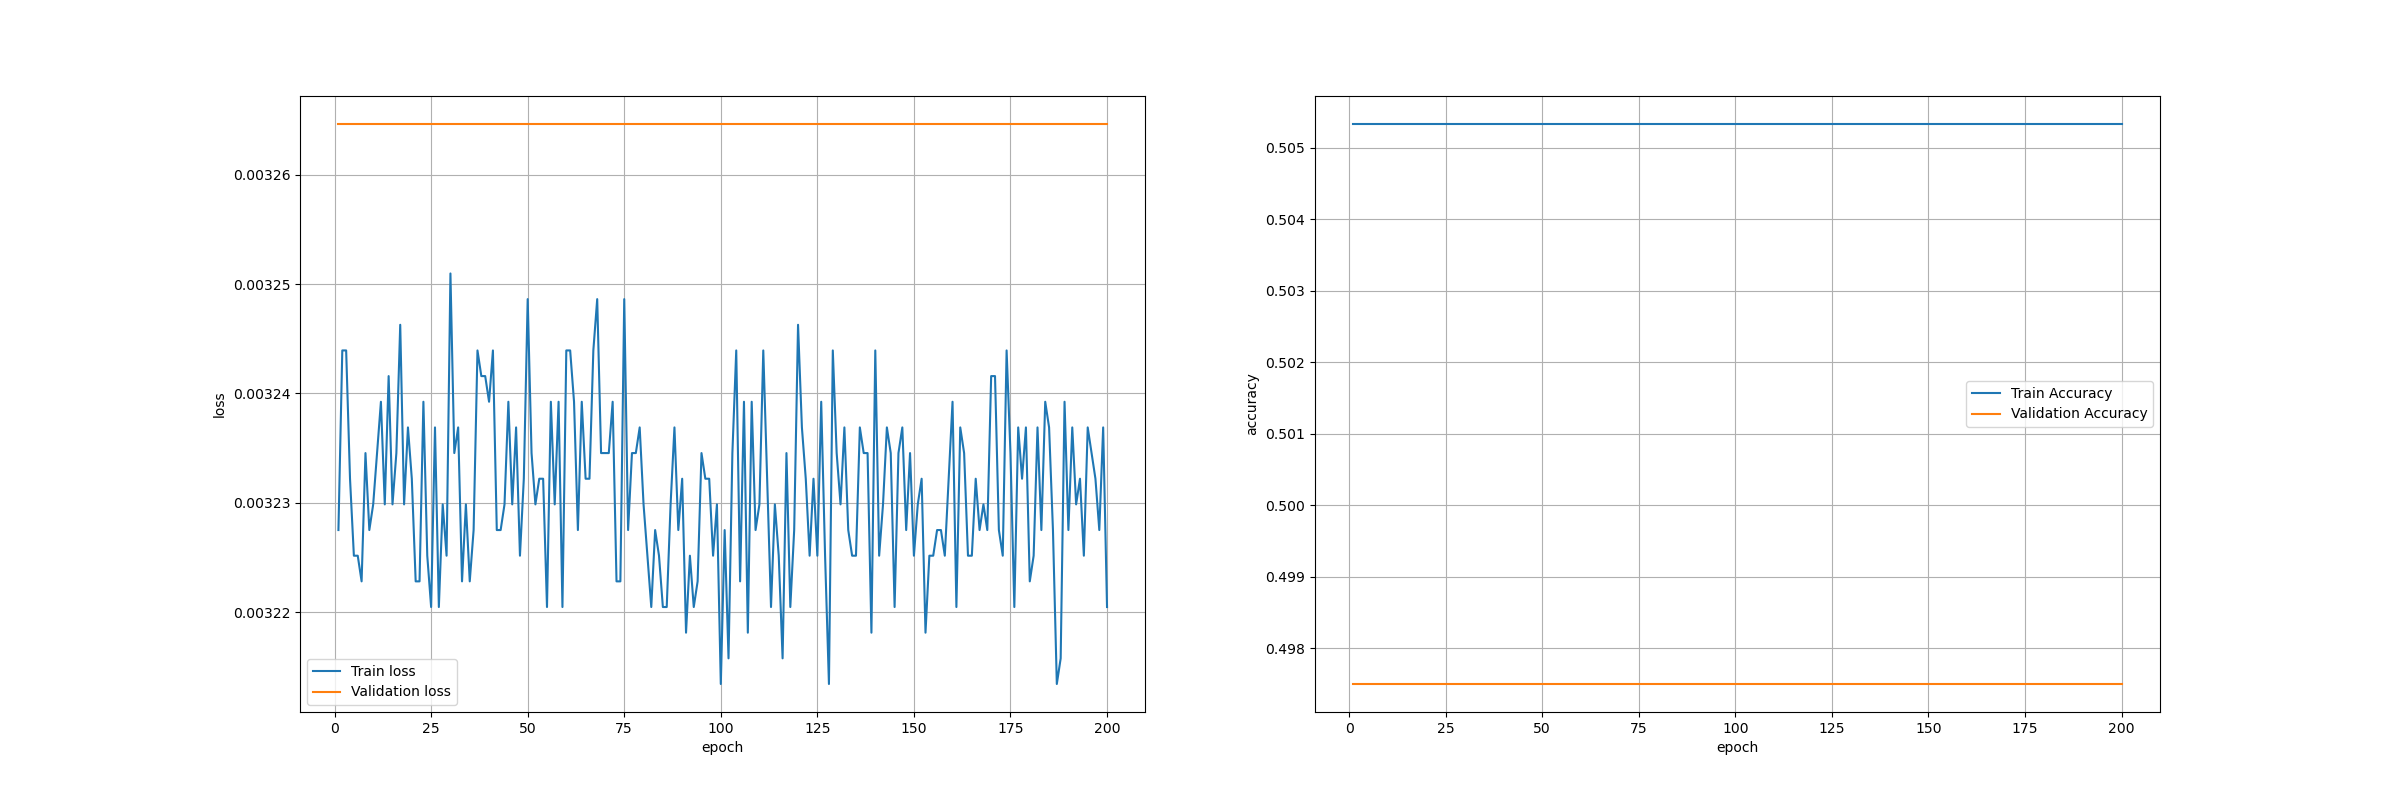 0.00326
0.00325
0.00324
0.00323
0.00322
loss
Train loss
Validation loss
0 25 50 75 100 125 150 175 200
epoch
0.505
0.504
0.503
0.502
0.501
0.500
0.499
0.498
accuracy
Train Accuracy
Validation Accuracy
0 25 50 75 100 125 150 175 200
epoch